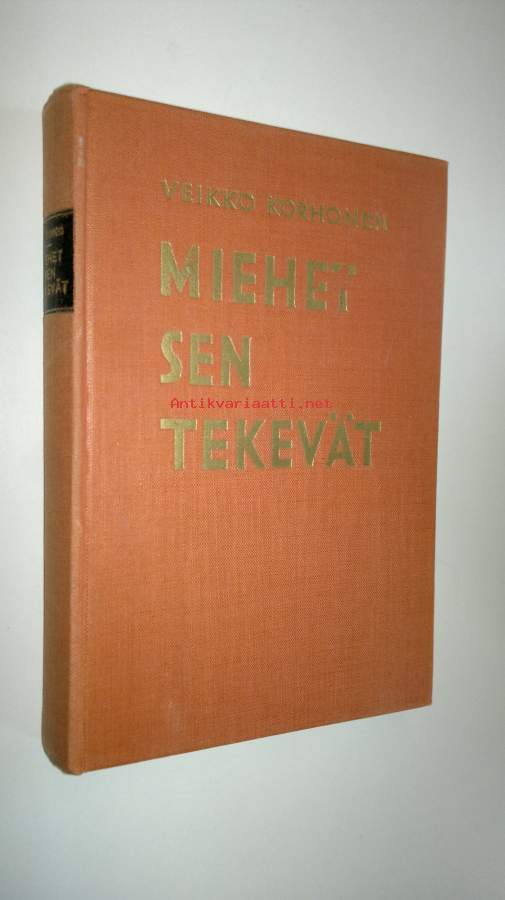 VEIKKO KORHONEN
MIEHET
SEN
TEKEVÄT
Antikvariaatti.net